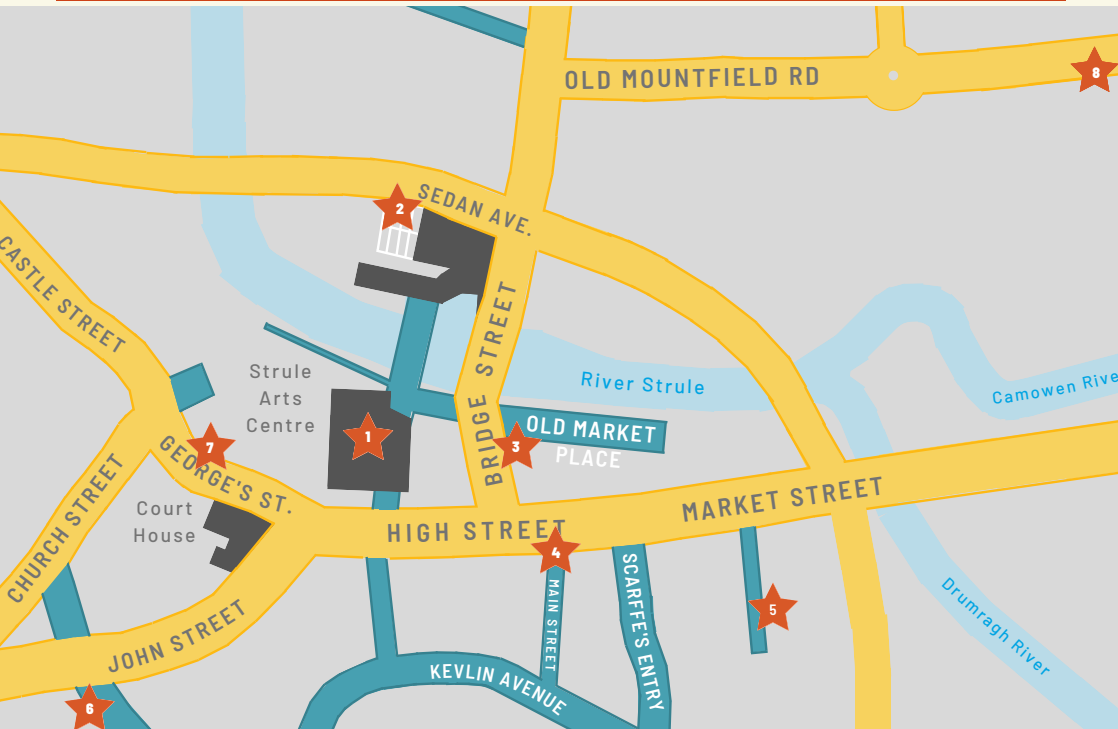 OLD MOUNTFIELD RD
8
2
SEDAN AVE.
CASTLE STREET
BRIDGE STREET
Strule
Arts
Centre
River Strule
Camowen Rive
1
OLD MARKET
PLACE
3
7
GEORGE'S ST.
CHURCH STREET
Court
House
HIGH STREET
MARKET STREET
4
MAIN STREET
SCARFFE'S ENTRY
5
Drumragh River
JOHN STREET
KEVLIN AVENUE
6